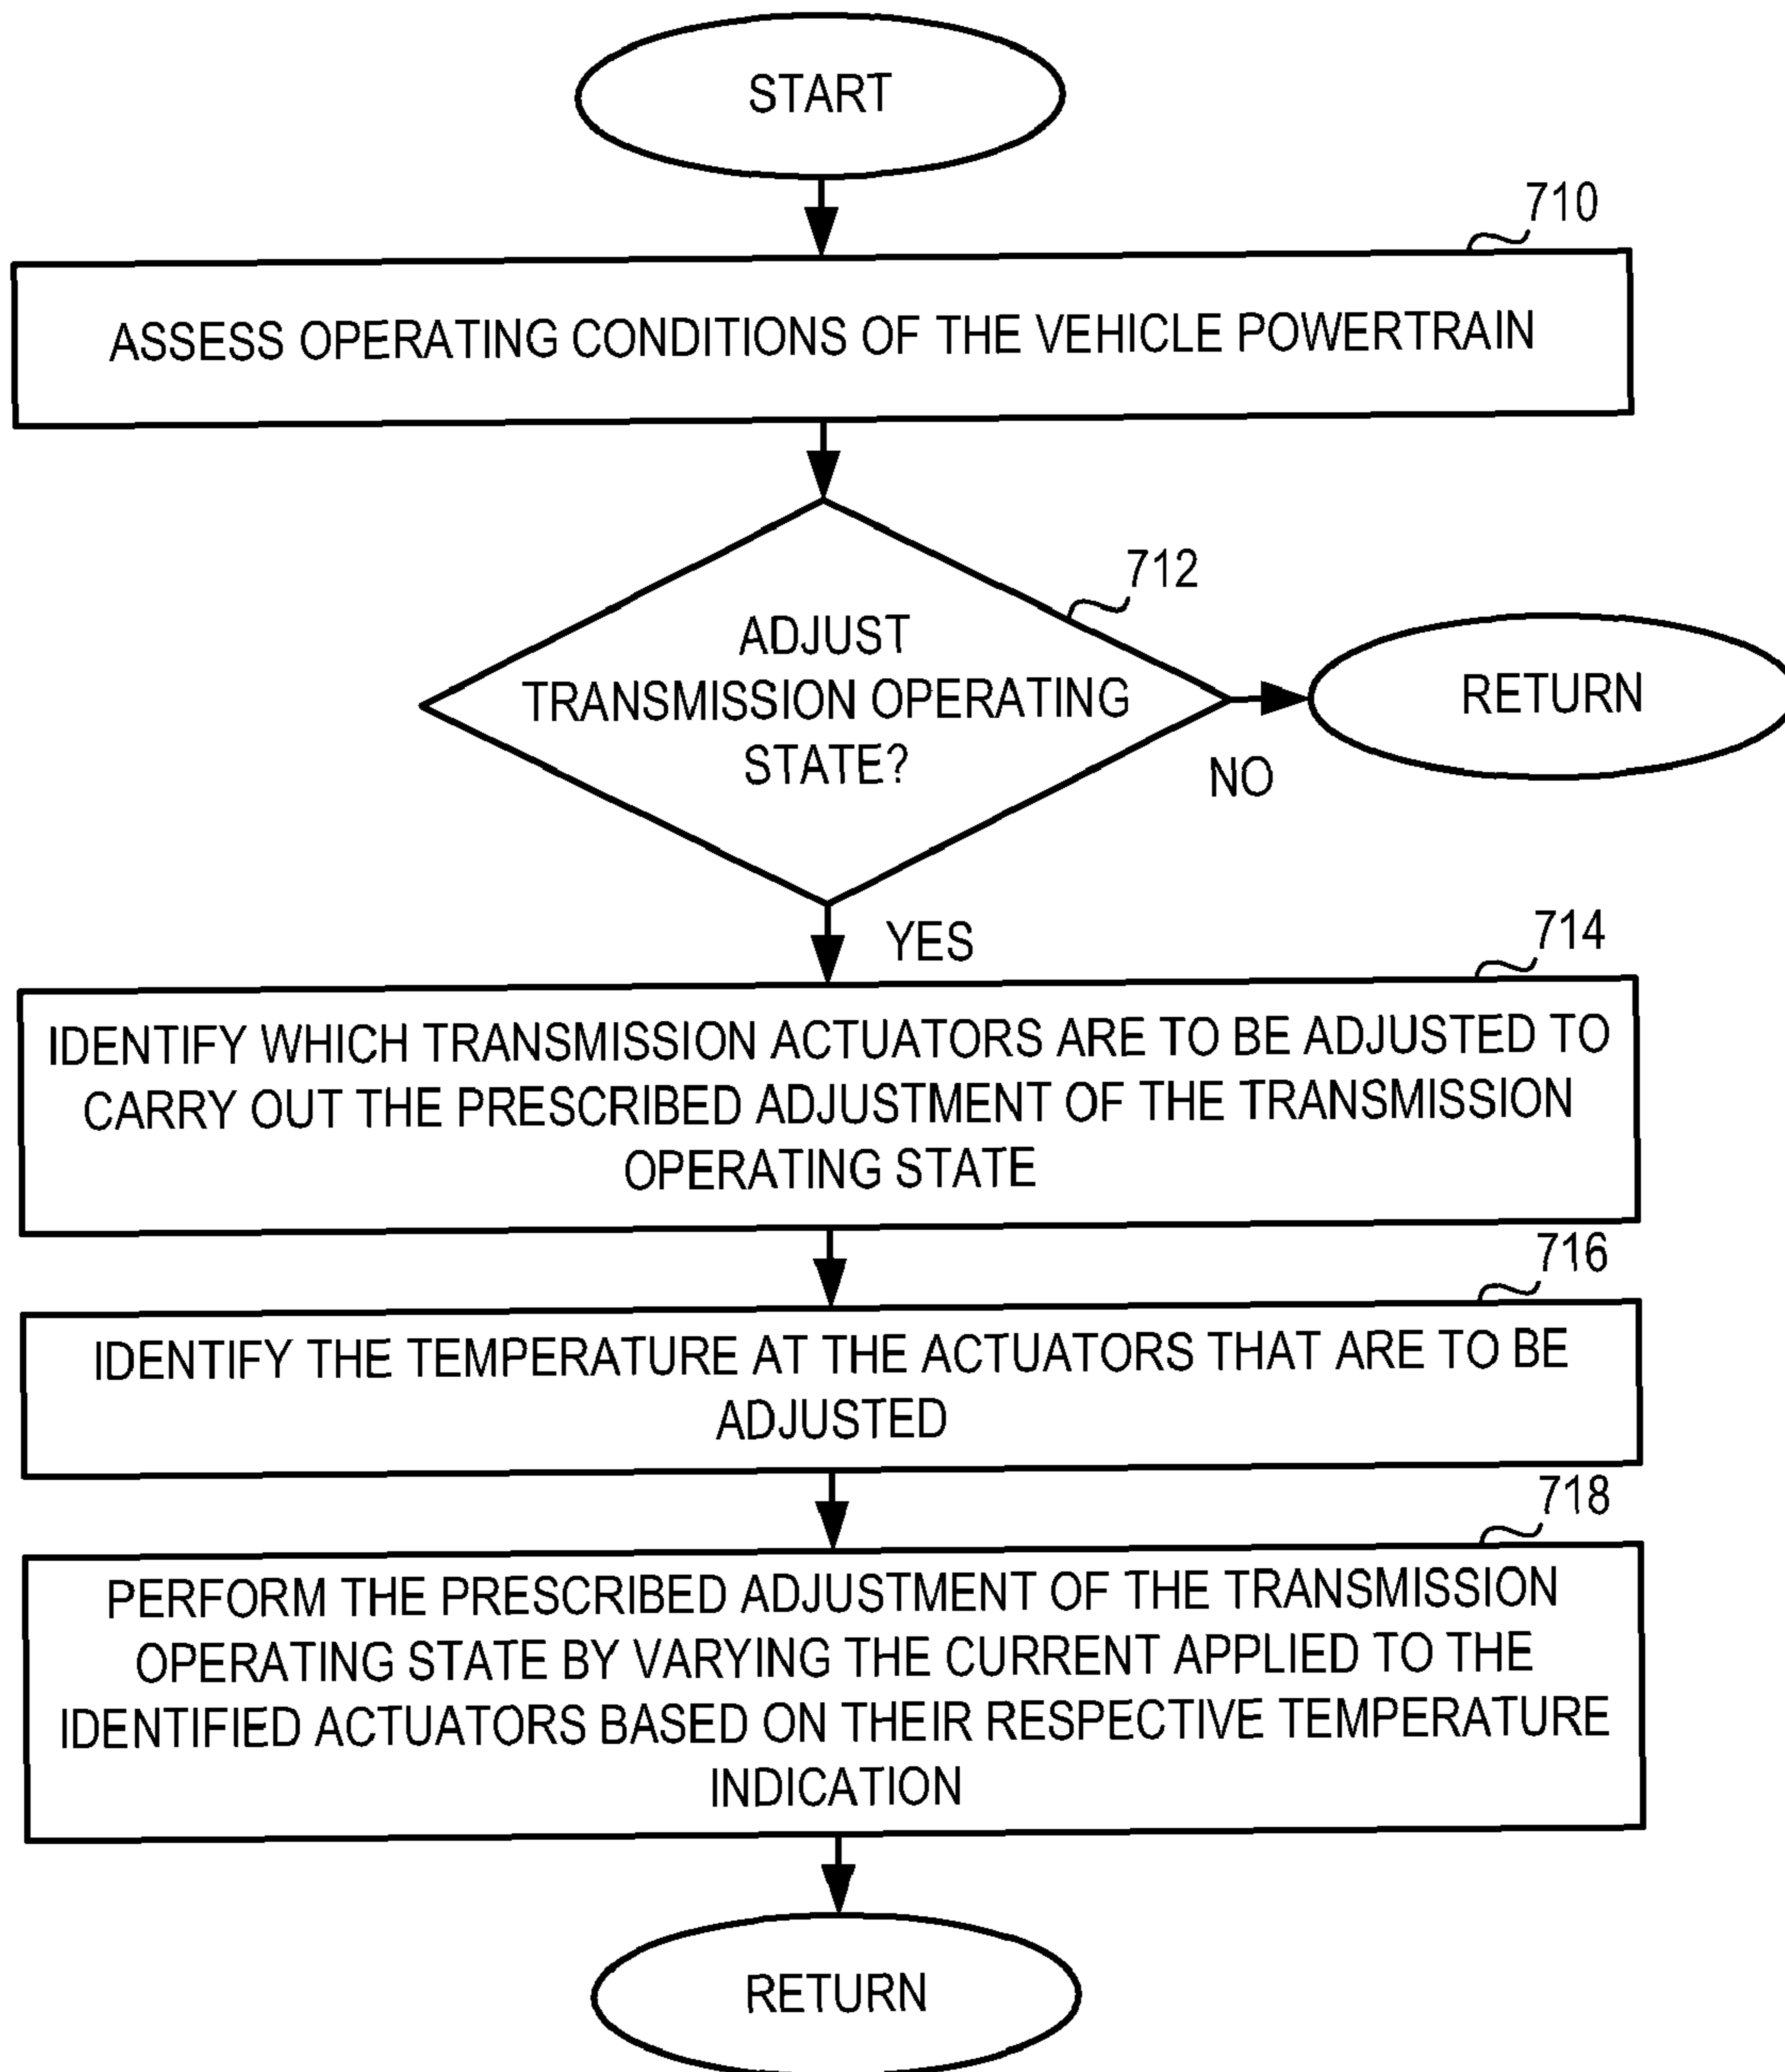 START
710
ASSESS OPERATING CONDITIONS OF THE VEHICLE POWERTRAIN
712
ADJUST
TRANSMISSION OPERATING
STATE?
RETURN
NO
YES
714
IDENTIFY WHICH TRANSMISSION ACTUATORS ARE TO BE ADJUSTED TO
CARRY OUT THE PRESCRIBED ADJUSTMENT OF THE TRANSMISSION
OPERATING STATE
716
IDENTIFY THE TEMPERATURE AT THE ACTUATORS THAT ARE TO BE
ADJUSTED
718
PERFORM THE PRESCRIBED ADJUSTMENT OF THE TRANSMISSION
OPERATING STATE BY VARYING THE CURRENT APPLIED TO THE
IDENTIFIED ACTUATORS BASED ON THEIR RESPECTIVE TEMPERATURE
INDICATION
RETURN